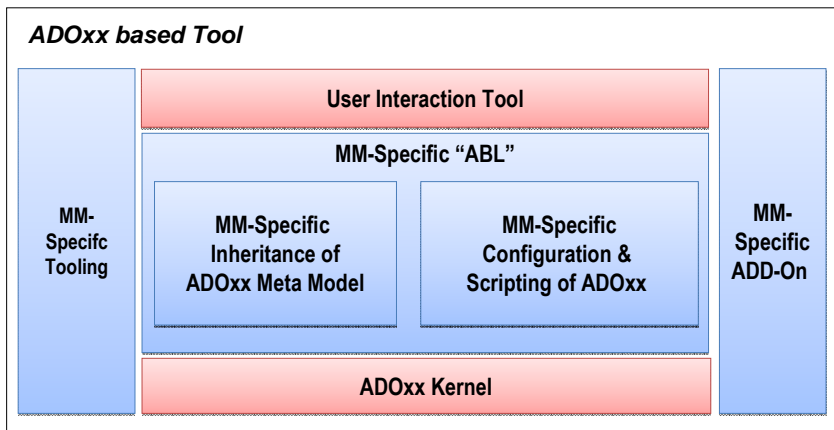 ADOxx based Tool
User Interaction Tool
MM-Specific “ABL”
MM-
Specifc
Tooling
MM-Specific
Inheritance of
ADOxx Meta Model
MM-Specific
Configuration &
Scripting of ADOxx
MM-
Specific
ADD-On
ADOxx Kernel